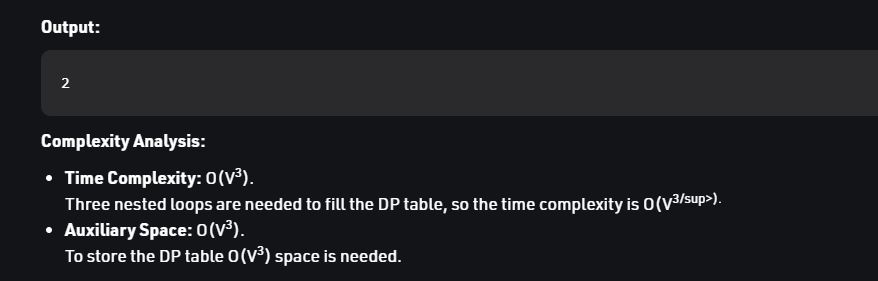 Output:
2
Complexity Analysis:
• Time Complexity: O(V³).
Three nested loops are needed to fill the DP table, so the time complexity is O(V³/sup>).
• Auxiliary Space: O(V³).
To store the DP table O(V³) space is needed.